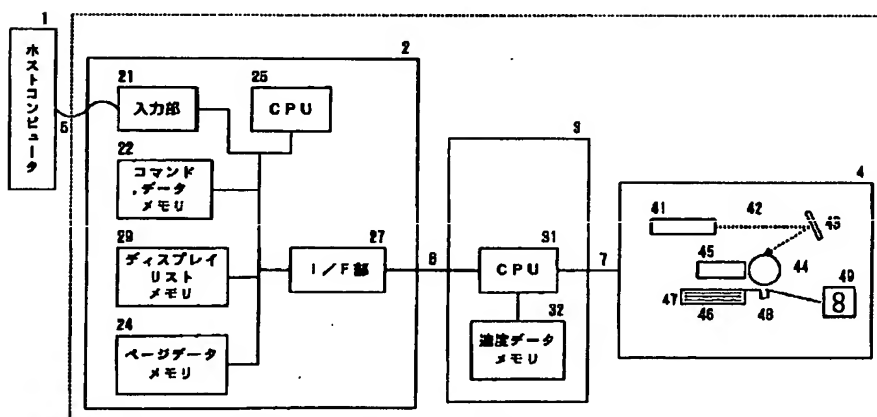 1
ホストコンピュータ
5
2
21
入力部
25
CPU
22
コマンド
,データ
メモリ
29
ディスプレイ
リスト
メモリ
24
ページデータ
メモリ
27
I/F部
6
3
31
CPU
32
速度データ
メモリ
7
4
41
42
43
45
44
47
46
48
49
8